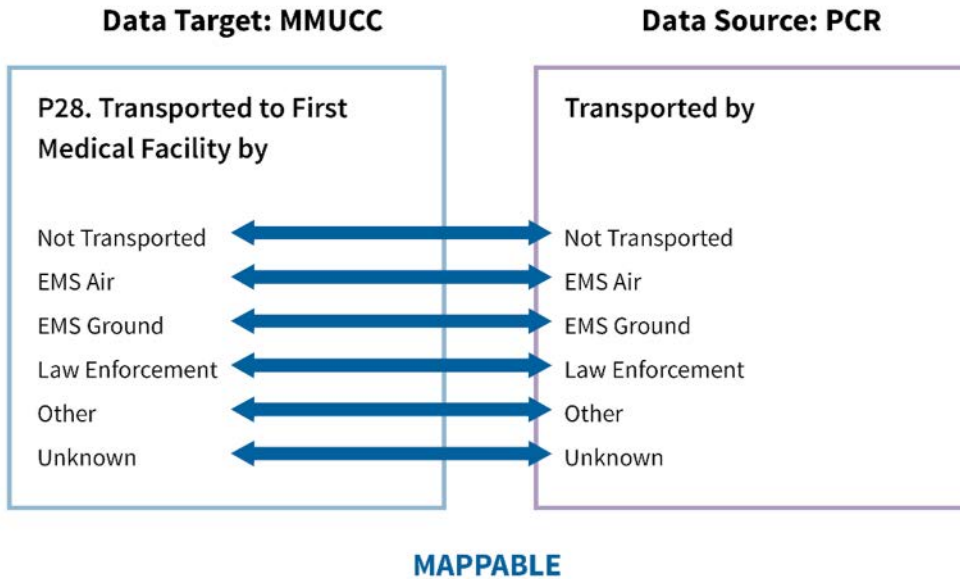 Data Target: MMUCC
Data Source: PCR
P28. Transported to First
Medical Facility by
Transported by
Not Transported
Not Transported
EMS Air
EMS Air
EMS Ground
EMS Ground
Law Enforcement
Law Enforcement
Other
Other
Unknown
Unknown
MAPPABLE